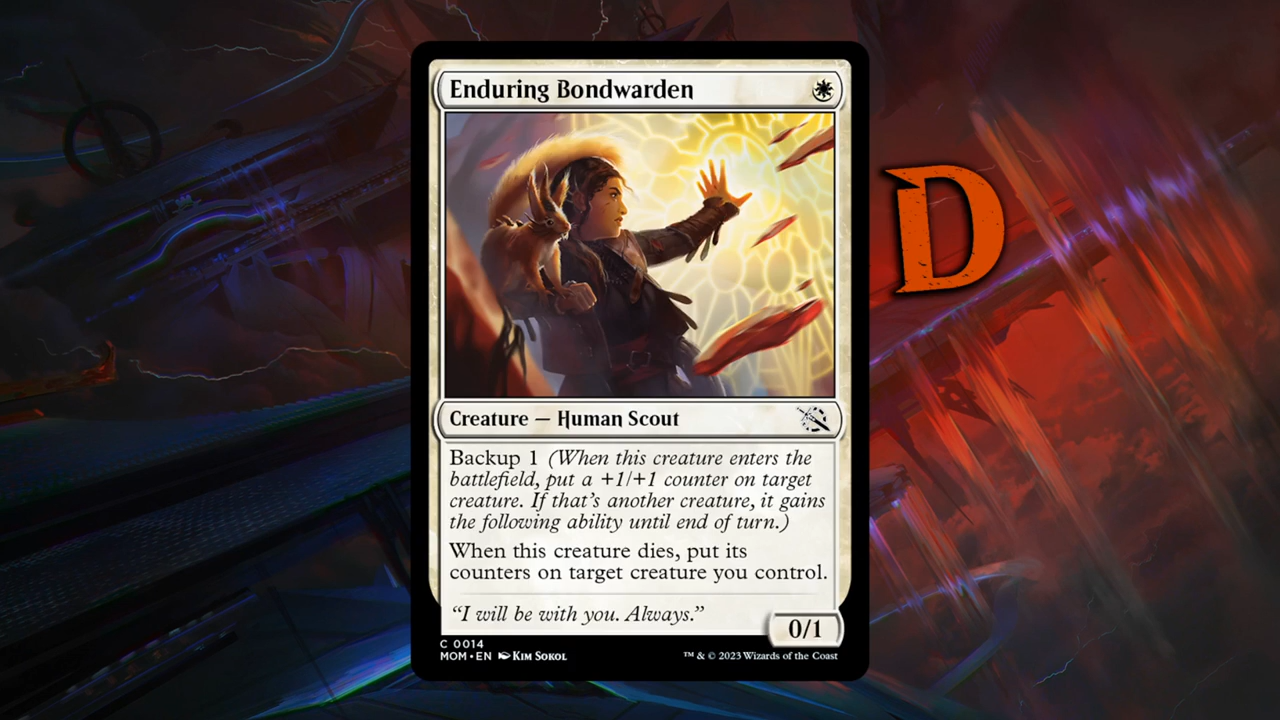 Enduring Bondwarden
D
Creature — Human Scout
Backup 1 (When this creature enters the
battlefield, put a +1/+1 counter on target
creature. If that’s another creature, it gains
the following ability until end of turn.)
When this creature dies, put its
counters on target creature you control.
“I will be with you. Always.”
0/1
C 0014
MOM • EN Kim Sokol
™ & © 2023 Wizards of the Coast